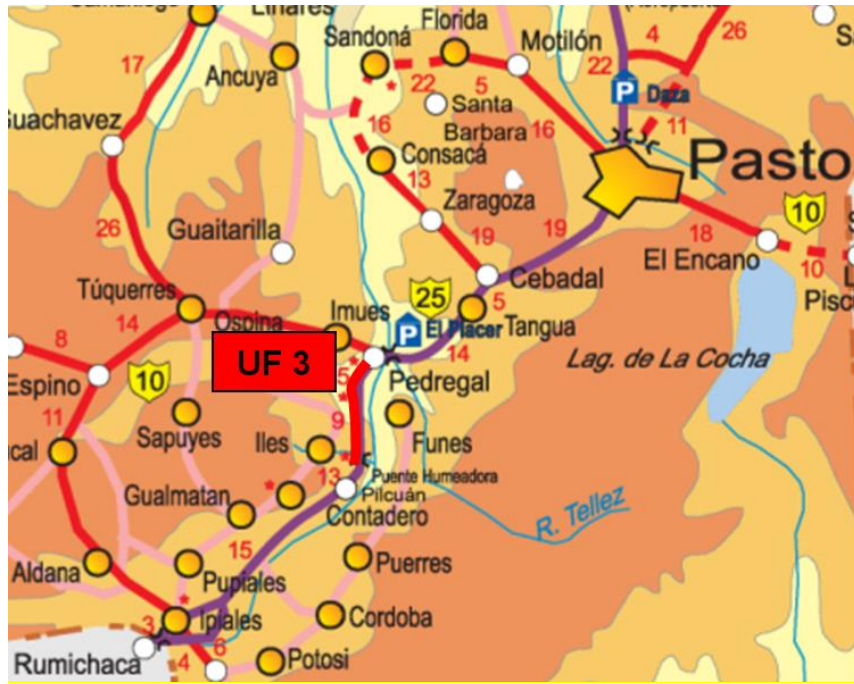 Linares
Florida
Sandoná
Motilón
4
26
17
Ancuya
22
5
22
P Daza
Guachavez
16
Santa
Barbara
16
11
Consacá
Pasto
13
Zaragoza
10
26
Guaitarilla
19
19
18
El Encano
10
Cebadal
Túquerres
25
5
Imues
Ospina
P El Placer
Tangua
14
8
14
UF 3
Lag. de La Cocha
Espino
10
5
Pedregal
11
9
Sapuyes
Iles
Funes
13
Puente Humeadora
Pilcuán
Gualmatan
Contadero
R. Tellez
15
Aldana
Pupiales
Puerres
Ipiales
Cordoba
3
6
Rumichaca
4
Potosi